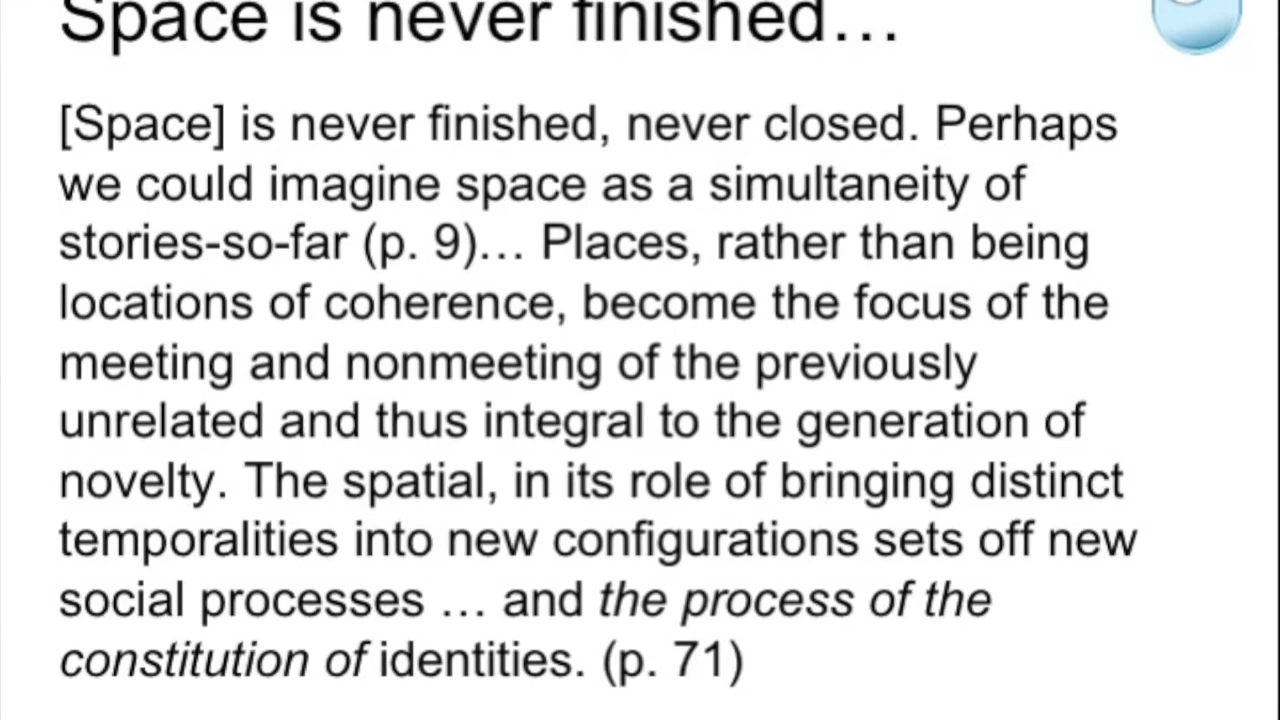 Space is never finished…
[Space] is never finished, never closed. Perhaps
we could imagine space as a simultaneity of
stories-so-far (p. 9)… Places, rather than being
locations of coherence, become the focus of the
meeting and nonmeeting of the previously
unrelated and thus integral to the generation of
novelty. The spatial, in its role of bringing distinct
temporalities into new configurations sets off new
social processes … and the process of the
constitution of identities. (p. 71)